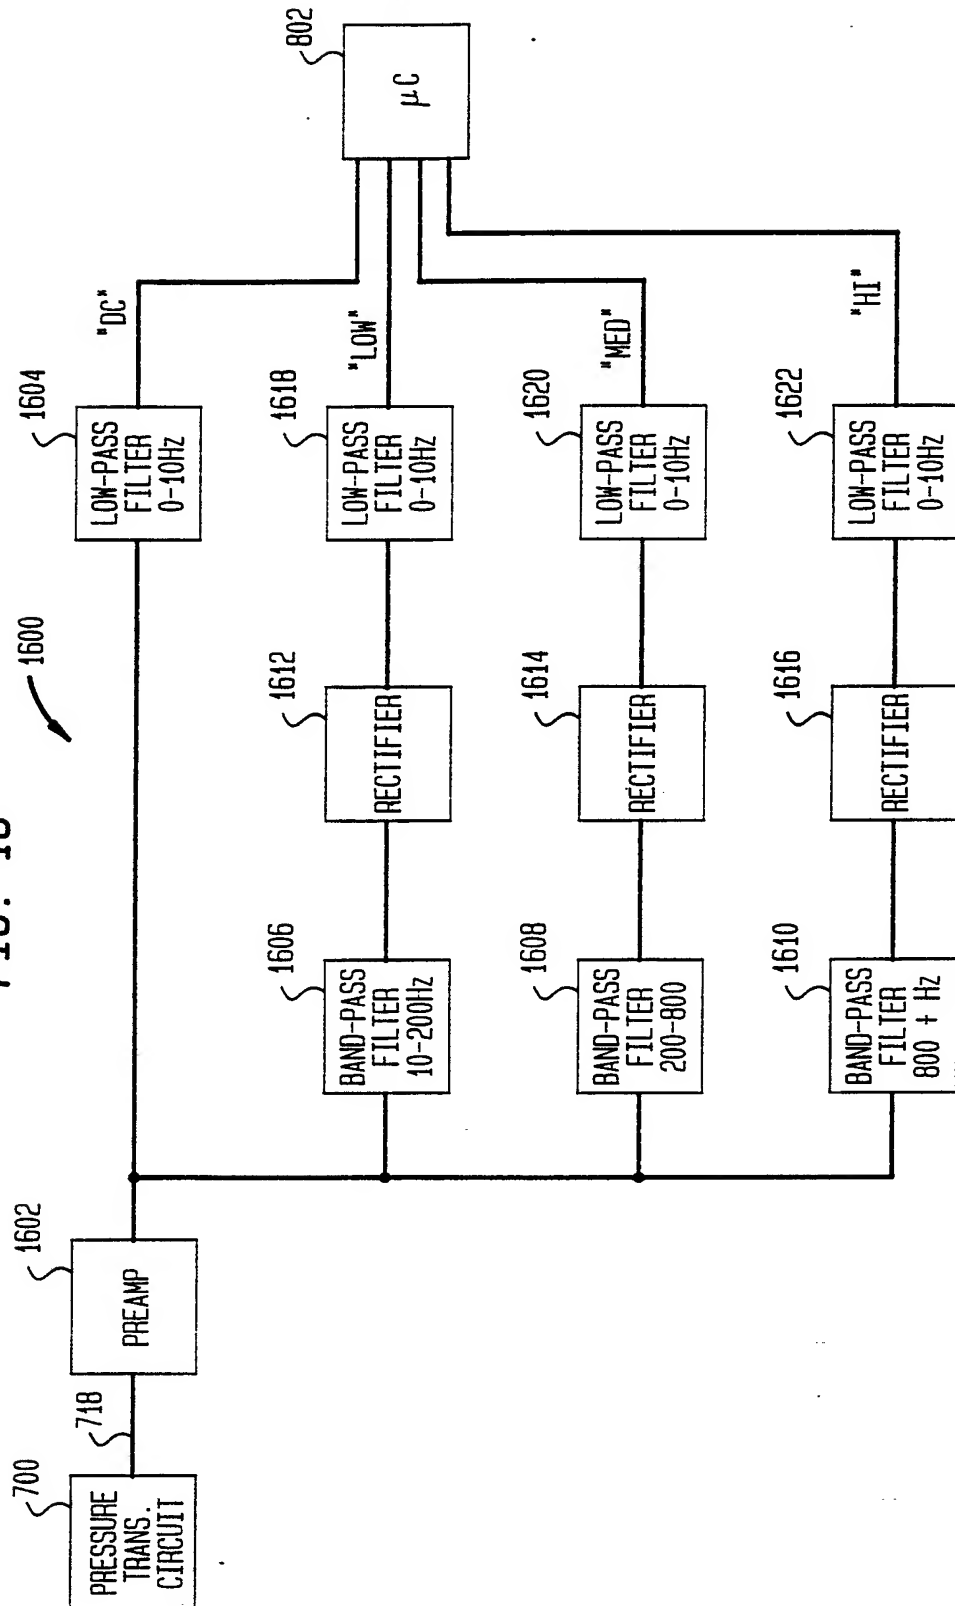 FIG. 16
1600
700
PRESSURE
TRANS.
CIRCUIT
718
1602
PREAMP
1604
LOW-PASS
FILTER
0-10Hz
"DC"
1606
BAND-PASS
FILTER
10-200Hz
1612
RECTIFIER
1618
LOW-PASS
FILTER
0-10Hz
"LOW"
802
μC
1608
BAND-PASS
FILTER
200-800
1614
RECTIFIER
1620
LOW-PASS
FILTER
0-10Hz
"MED"
1610
BAND-PASS
FILTER
800 + Hz
1616
RECTIFIER
1622
LOW-PASS
FILTER
0-10Hz
"HI"